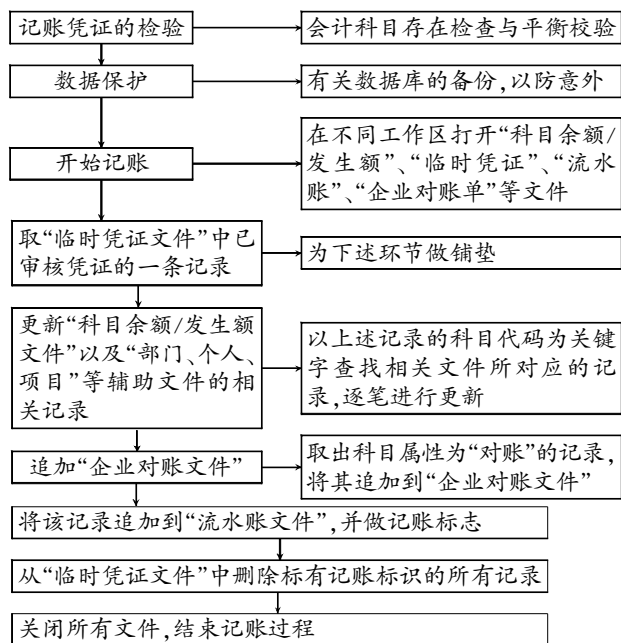 记账凭证的检验
会计科目存在检查与平衡校验
数据保护
有关数据库的备份,以防意外
开始记账
在不同工作区打开“科目余额/
发生额”、“临时凭证”、“流水
账”、“企业对账单”等文件
取“临时凭证文件”中已
审核凭证的一条记录
为下述环节做铺垫
更新“科目余额/发生额
文件”以及“部门、个人、
项目”等辅助文件的相
关记录
以上述记录的科目代码为关键
字查找相关文件所对应的记
录,逐笔进行更新
追加“企业对账文件”
取出科目属性为“对账”的记录,
将其追加到“企业对账文件”
将该记录追加到“流水账文件”,并做记账标志
从“临时凭证文件”中删除标有记账标识的所有记录
关闭所有文件,结束记账过程